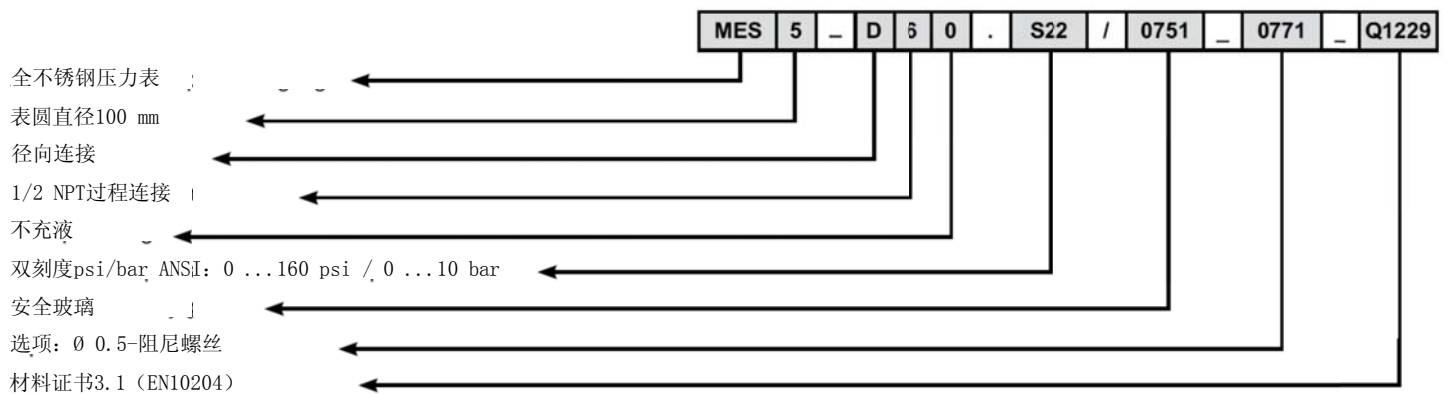 MES 5 – D 6 0 . S22 / 0751 _ 0771 _ Q1229
全不锈钢压力表
表圆直径100 mm
径向连接
1/2 NPT过程连接
不充液
双刻度psi/bar ANSI: 0 ...160 psi / 0 ...10 bar
安全玻璃
选项: Ø 0.5-阻尼螺丝
材料证书3.1（EN10204）